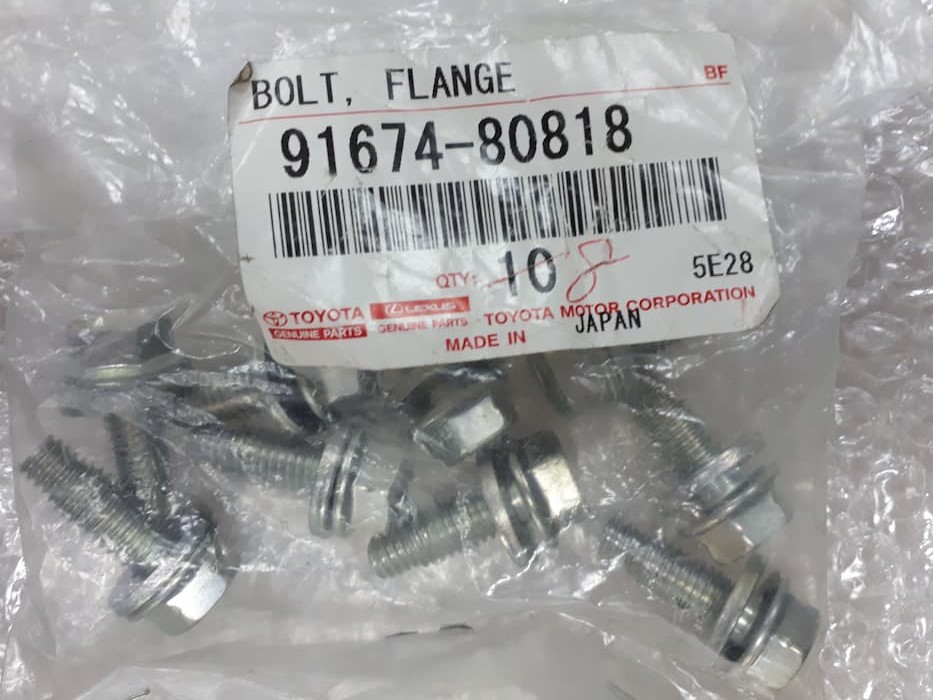 BOLT, FLANGE BF
91674-80818
QTY: 10 8 5E28
TOYOTA LEXUS TOYOTA MOTOR CORPORATION
GENUINE PARTS GENUINE PARTS
MADE IN JAPAN